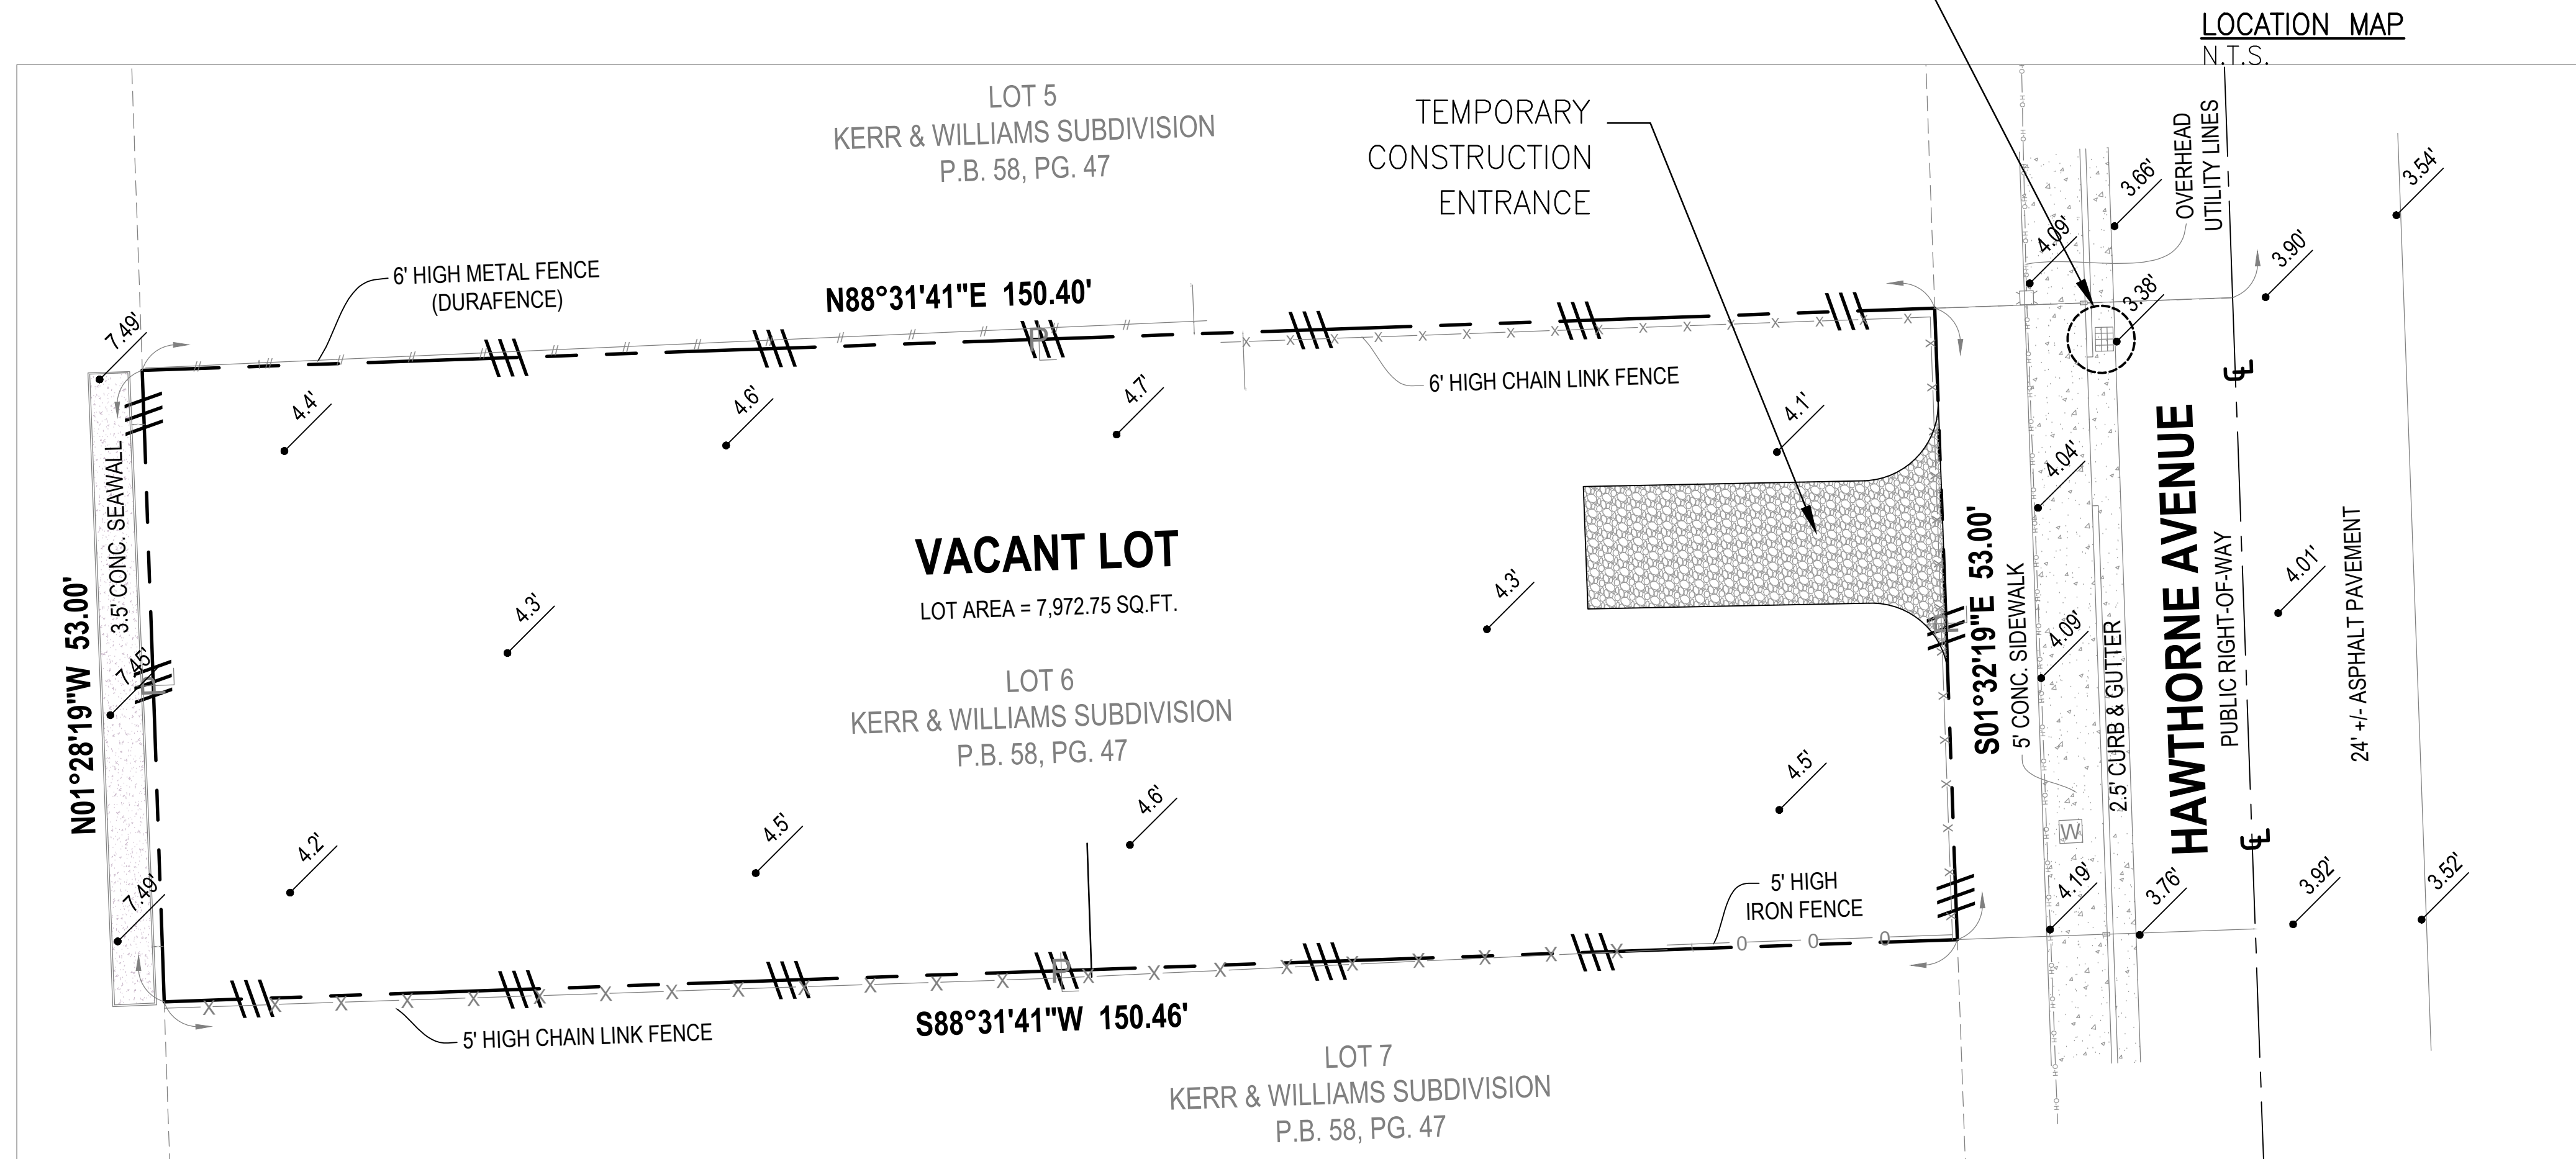 LOCATION MAP
N.T.S.
LOT 5
KERR & WILLIAMS SUBDIVISION
P.B. 58, PG. 47
TEMPORARY
CONSTRUCTION
ENTRANCE
OVERHEAD
UTILITY LINES
3.66'
3.54'
4.09'
3.90'
3.38'
6' HIGH METAL FENCE
(DURAFENCE)
N88°31'41"E 150.40'
7.49'
P
6' HIGH CHAIN LINK FENCE
4.4'
4.6'
4.7'
4.1'
℄
3.5' CONC. SEAWALL
4.04'
VACANT LOT
LOT AREA = 7,972.75 SQ.FT.
4.3'
4.3'
4.01'
N01°28'19"W 53.00'
7.45'
P
P
S01°32'19"E 53.00'
5' CONC. SIDEWALK
4.09'
2.5' CURB & GUTTER
HAWTHORNE AVENUE
PUBLIC RIGHT-OF-WAY
24' +/- ASPHALT PAVEMENT
LOT 6
KERR & WILLIAMS SUBDIVISION
P.B. 58, PG. 47
4.2'
4.5'
4.6'
4.5'
W
℄
7.49'
5' HIGH
IRON FENCE
4.19'
3.76'
3.92'
3.52'
P
5' HIGH CHAIN LINK FENCE
S88°31'41"W 150.46'
LOT 7
KERR & WILLIAMS SUBDIVISION
P.B. 58, PG. 47